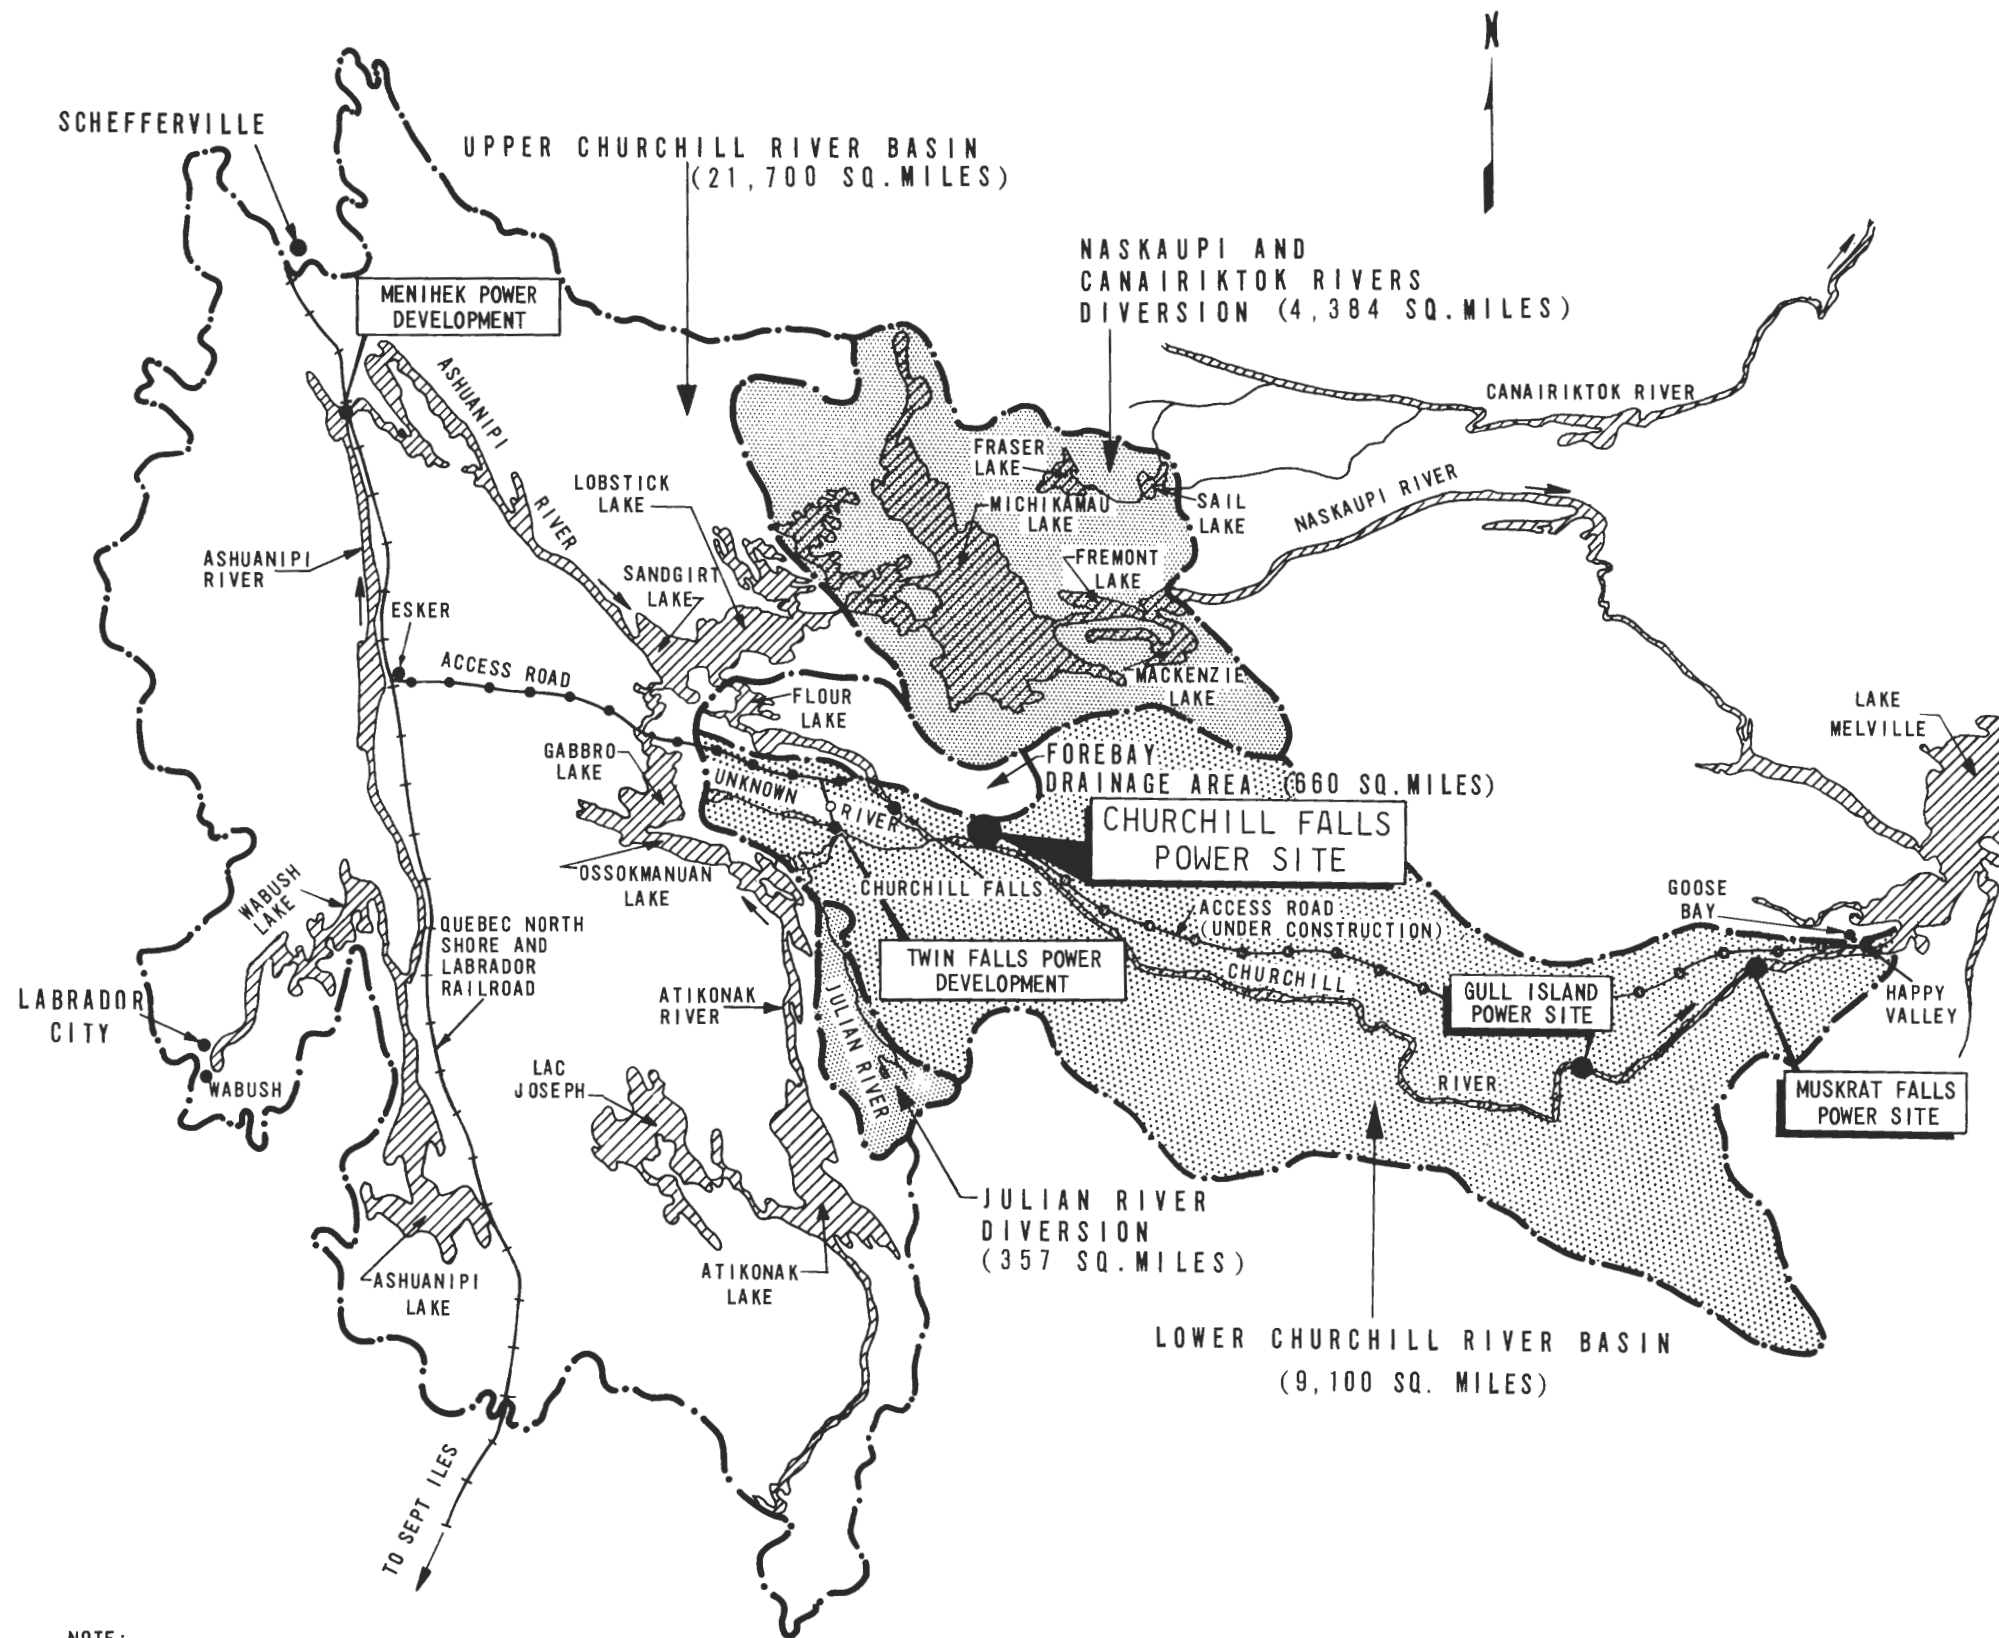 N
SCHEFFERVILLE
UPPER CHURCHILL RIVER BASIN
(21,700 SQ.MILES)
NASKAUPI AND
CANAIRIKTOK RIVERS
DIVERSION (4,384 SQ.MILES)
MENIHEK POWER
DEVELOPMENT
ASHUANIPI
RIVER
CANAIRIKTOK RIVER
FRASER
LAKE
LOBSTICK
LAKE
MICHIKAMAU
LAKE
SAIL
LAKE
NASKAUPI RIVER
ASHUANIPI
RIVER
SANDGIRT
LAKE
FREMONT
LAKE
ESKER
ACCESS ROAD
FLOUR
LAKE
MACKENZIE
LAKE
LAKE
MELVILLE
GABBRO
LAKE
FOREBAY
DRAINAGE AREA (660 SQ.MILES)
UNKNOWN
RIVER
CHURCHILL FALLS
POWER SITE
OSSOKMANUAN
LAKE
CHURCHILL FALLS
WABUSH
LAKE
GOOSE
BAY
ACCESS ROAD
(UNDER CONSTRUCTION)
QUEBEC NORTH
SHORE AND
LABRADOR
RAILROAD
TWIN FALLS POWER
DEVELOPMENT
CHURCHILL
RIVER
GULL ISLAND
POWER SITE
HAPPY
VALLEY
LABRADOR
CITY
ATIKONAK
RIVER
JULIAN RIVER
WABUSH
LAC
JOSEPH
MUSKRAT FALLS
POWER SITE
JULIAN RIVER
DIVERSION
(357 SQ.MILES)
ASHUANIPI
LAKE
ATIKONAK
LAKE
LOWER CHURCHILL RIVER BASIN
(9,100 SQ. MILES)
TO SEPT ILES
NOTE: